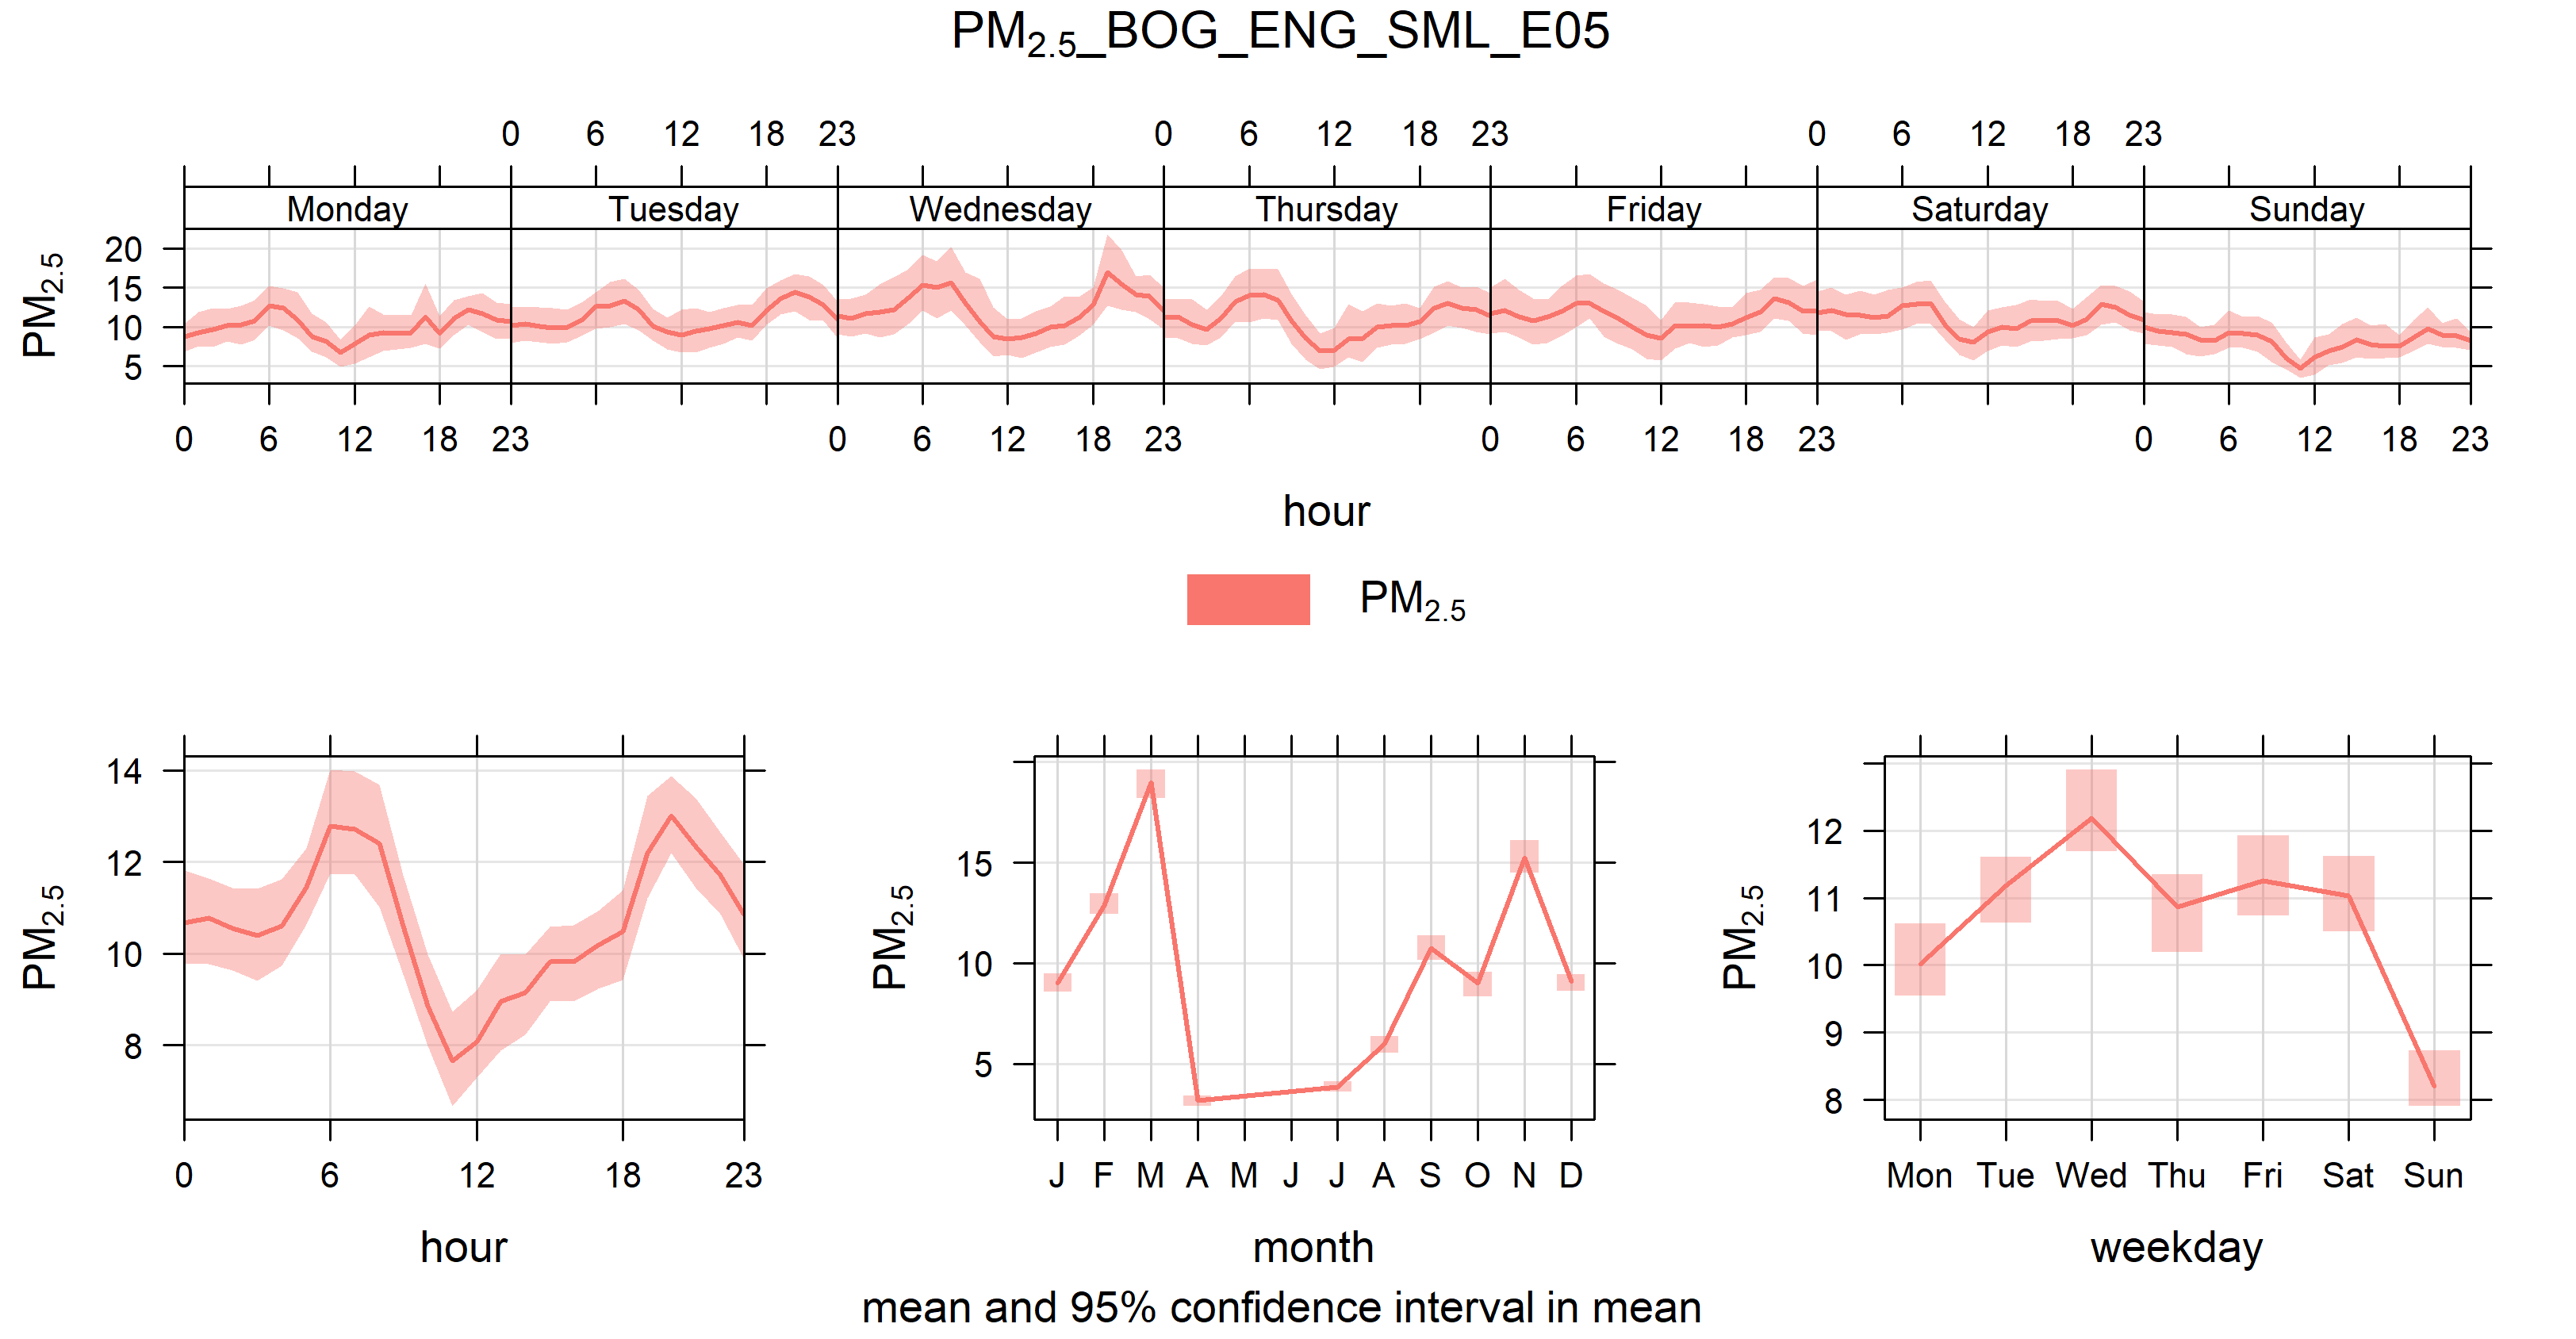 PM2.5_BOG_ENG_SML_E05
0 6 12 18 23 0 6 12 18 23 0 6 12 18 23
Monday Tuesday Wednesday Thursday Friday Saturday Sunday
PM2.5
20
15
10
5
0 6 12 18 23 0 6 12 18 23 0 6 12 18 23 0 6 12 18 23
hour
PM2.5
PM2.5
14
12
10
8
0 6 12 18 23
hour
PM2.5
15
10
5
J F M A M J J A S O N D
month
PM2.5
12
11
10
9
8
Mon Tue Wed Thu Fri Sat Sun
weekday
mean and 95% confidence interval in mean